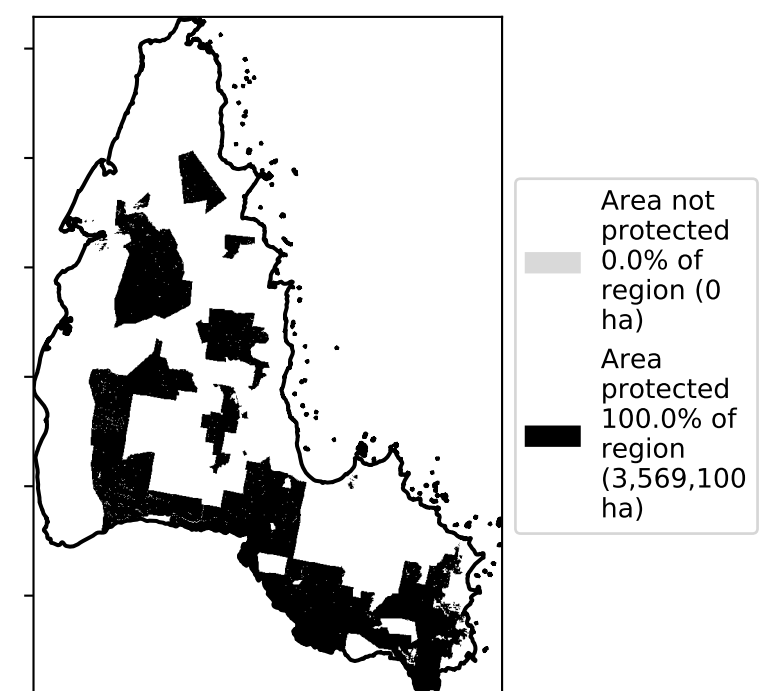 Area not
protected
0.0% of
region (0
ha)
Area
protected
100.0% of
region
(3,569,100
ha)